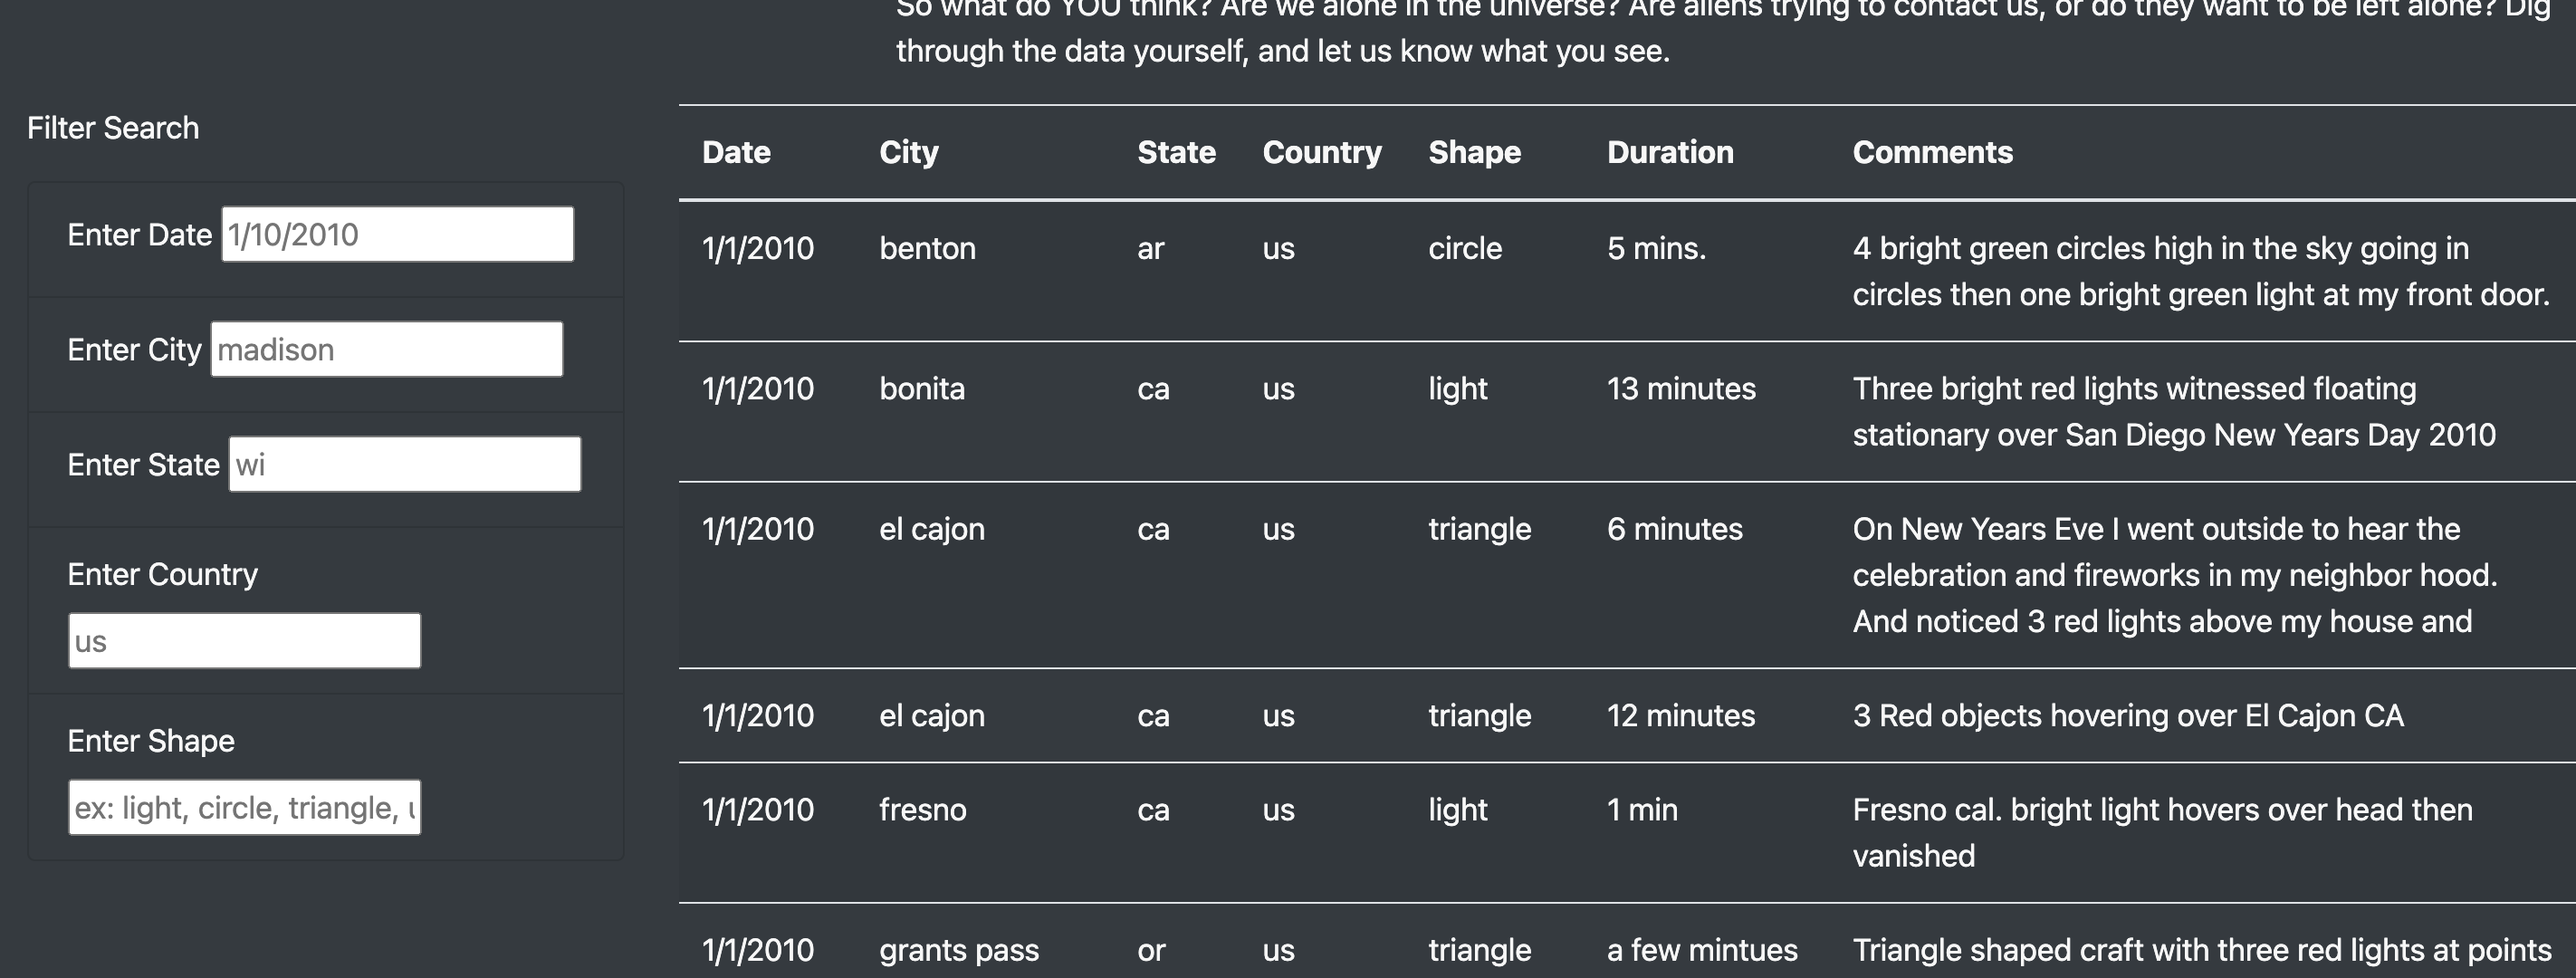 So what do YOU think? Are we alone in the universe? Are aliens trying to contact us, or do they want to be left alone? Dig
through the data yourself, and let us know what you see.
Filter Search
Enter Date 1/10/2010
Enter City madison
Enter State wi
Enter Country
us
Enter Shape
ex: light, circle, triangle,
Date City State Country Shape Duration Comments
1/1/2010 benton ar us circle 5 mins. 4 bright green circles high in the sky going in
circles then one bright green light at my front door.
1/1/2010 bonita ca us light 13 minutes Three bright red lights witnessed floating
stationary over San Diego New Years Day 2010
1/1/2010 el cajon ca us triangle 6 minutes On New Years Eve I went outside to hear the
celebration and fireworks in my neighbor hood.
And noticed 3 red lights above my house and
1/1/2010 el cajon ca us triangle 12 minutes 3 Red objects hovering over El Cajon CA
1/1/2010 fresno ca us light 1 min Fresno cal. bright light hovers over head then
vanished
1/1/2010 grants pass or us triangle a few mintues Triangle shaped craft with three red lights at points